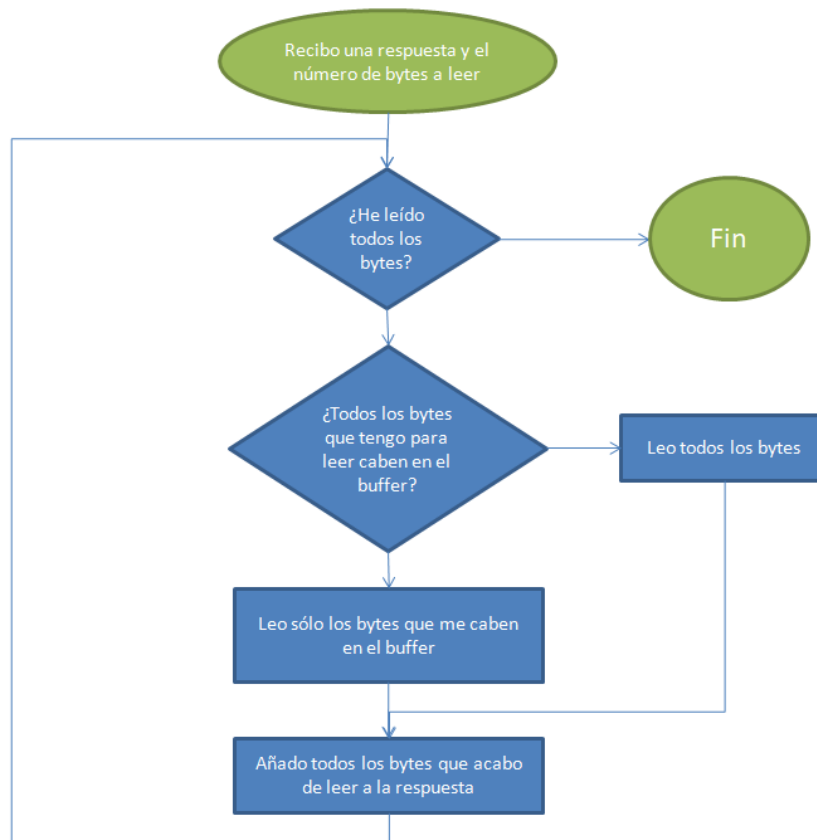 Recibo una respuesta y el
número de bytes a leer
¿He leído
todos los
bytes?
Fin
¿Todos los bytes
que tengo para
leer caben en el
buffer?
Leo todos los bytes
Leo sólo los bytes que me caben
en el buffer
Añado todos los bytes que acabo
de leer a la respuesta